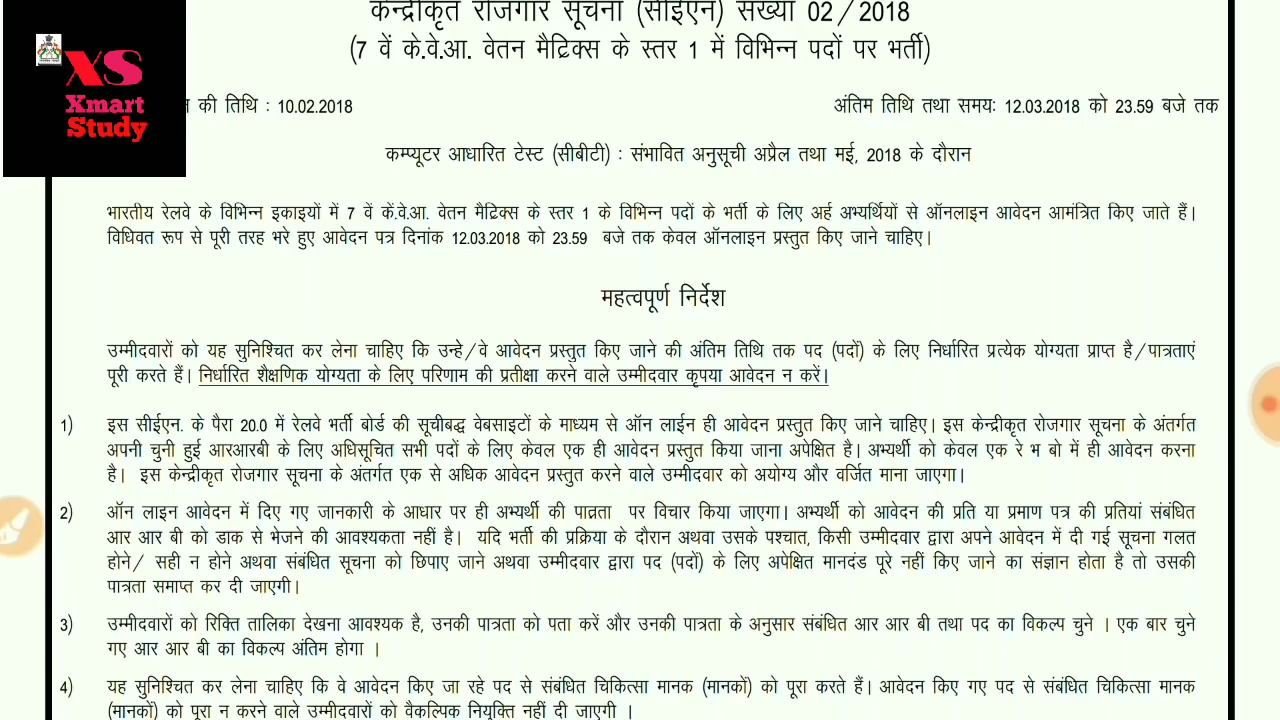 केन्द्रीकृत रोजगार सूचना (सीईएन) संख्या 02/2018
(7 वें के.वे.आ. वेतन मैट्रिक्स के स्तर 1 में विभिन्न पदों पर भर्ती)
XS
Xmart
Study
की तिथि : 10.02.2018
अंतिम तिथि तथा समयः 12.03.2018 को 23.59 बजे तक
कम्प्यूटर आधारित टेस्ट (सीबीटी) : संभावित अनुसूची अप्रैल तथा मई, 2018 के दौरान
भारतीय रेलवे के विभिन्न इकाइयों में 7 वें कें.वे.आ. वेतन मैट्रिक्स के स्तर 1 के विभिन्न पदों के भर्ती के लिए अर्ह अभ्यर्थियों से ऑनलाइन आवेदन आमंत्रित किए जाते हैं।
विधिवत रूप से पूरी तरह भरे हुए आवेदन पत्र दिनांक 12.03.2018 को 23.59 बजे तक केवल ऑनलाइन प्रस्तुत किए जाने चाहिए।
महत्वपूर्ण निर्देश
उम्मीदवारों को यह सुनिश्चित कर लेना चाहिए कि उन्हे/वे आवेदन प्रस्तुत किए जाने की अंतिम तिथि तक पद (पदों) के लिए निर्धारित प्रत्येक योग्यता प्राप्त है/पात्रताएं
पूरी करते हैं। निर्धारित शैक्षणिक योग्यता के लिए परिणाम की प्रतीक्षा करने वाले उम्मीदवार कृपया आवेदन न करें।
1) इस सीईएन. के पैरा 20.0 में रेलवे भर्ती बोर्ड की सूचीबद्ध वेबसाइटों के माध्यम से ऑन लाईन ही आवेदन प्रस्तुत किए जाने चाहिए। इस केन्द्रीकृत रोजगार सूचना के अंतर्गत
अपनी चुनी हुई आरआरबी के लिए अधिसूचित सभी पदों के लिए केवल एक ही आवेदन प्रस्तुत किया जाना अपेक्षित है। अभ्यर्थी को केवल एक रे भ बो में ही आवेदन करना
है। इस केन्द्रीकृत रोजगार सूचना के अंतर्गत एक से अधिक आवेदन प्रस्तुत करने वाले उम्मीदवार को अयोग्य और वर्जित माना जाएगा।
2) ऑन लाइन आवेदन में दिए गए जानकारी के आधार पर ही अभ्यर्थी की पात्रता पर विचार किया जाएगा। अभ्यर्थी को आवेदन की प्रति या प्रमाण पत्र की प्रतियां संबंधित
आर आर बी को डाक से भेजने की आवश्यकता नहीं है। यदि भर्ती की प्रक्रिया के दौरान अथवा उसके पश्चात, किसी उम्मीदवार द्वारा अपने आवेदन में दी गई सूचना गलत
होने/ सही न होने अथवा संबंधित सूचना को छिपाए जाने अथवा उम्मीदवार द्वारा पद (पदों) के लिए अपेक्षित मानदंड पूरे नहीं किए जाने का संज्ञान होता है तो उसकी
पात्रता समाप्त कर दी जाएगी।
3) उम्मीदवारों को रिक्ति तालिका देखना आवश्यक है, उनकी पात्रता को पता करें और उनकी पात्रता के अनुसार संबंधित आर आर बी तथा पद का विकल्प चुने । एक बार चुने
गए आर आर बी का विकल्प अंतिम होगा ।
4) यह सुनिश्चित कर लेना चाहिए कि वे आवेदन किए जा रहे पद से संबंधित चिकित्सा मानक (मानकों) को पूरा करते हैं। आवेदन किए गए पद से संबंधित चिकित्सा मानक
(मानकों) को पूरा न करने वाले उम्मीदवारों को वैकल्पिक नियुक्ति नहीं दी जाएगी ।